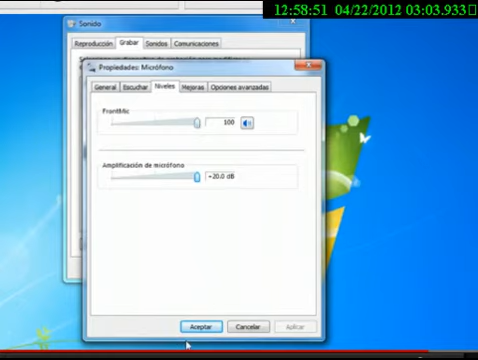 12:58:51 04/22/2012 03:03.933
Sonido
Reproducción Grabar Sonidos Comunicaciones
Propiedades: Micrófono
General Escuchar Niveles Mejoras Opciones avanzadas
FrontMic
100
Amplificación de micrófono
+20.0 dB
Aceptar Cancelar Aplicar